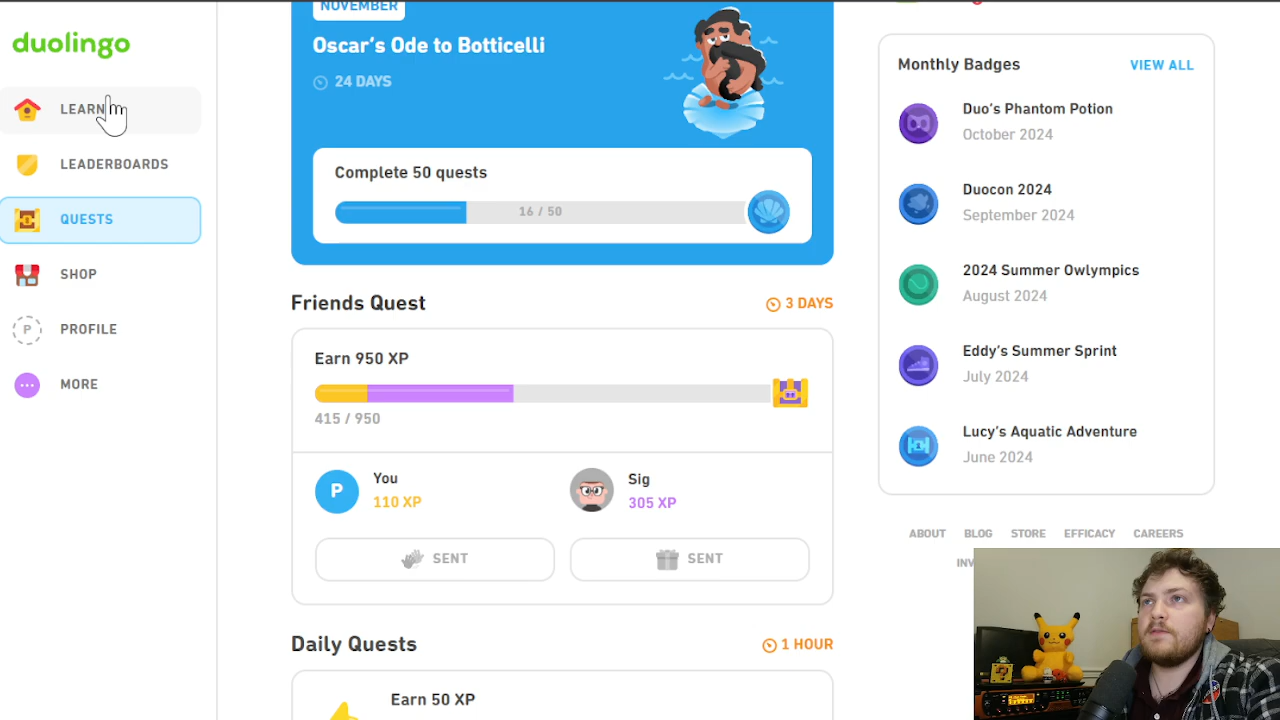 duolingo
LEARN
LEADERBOARDS
QUESTS
SHOP
P
PROFILE
MORE
NOVEMBER
Oscar's Ode to Botticelli
24 DAYS
Complete 50 quests
16 / 50
Friends Quest
3 DAYS
Earn 950 XP
415 / 950
P
You
110 XP
Sig
305 XP
SENT
SENT
Daily Quests
1 HOUR
Earn 50 XP
Monthly Badges
VIEW ALL
Duo's Phantom Potion
October 2024
Duocon 2024
September 2024
2024 Summer Owlympics
August 2024
Eddy's Summer Sprint
July 2024
Lucy's Aquatic Adventure
June 2024
ABOUT BLOG STORE EFFICACY CAREERS